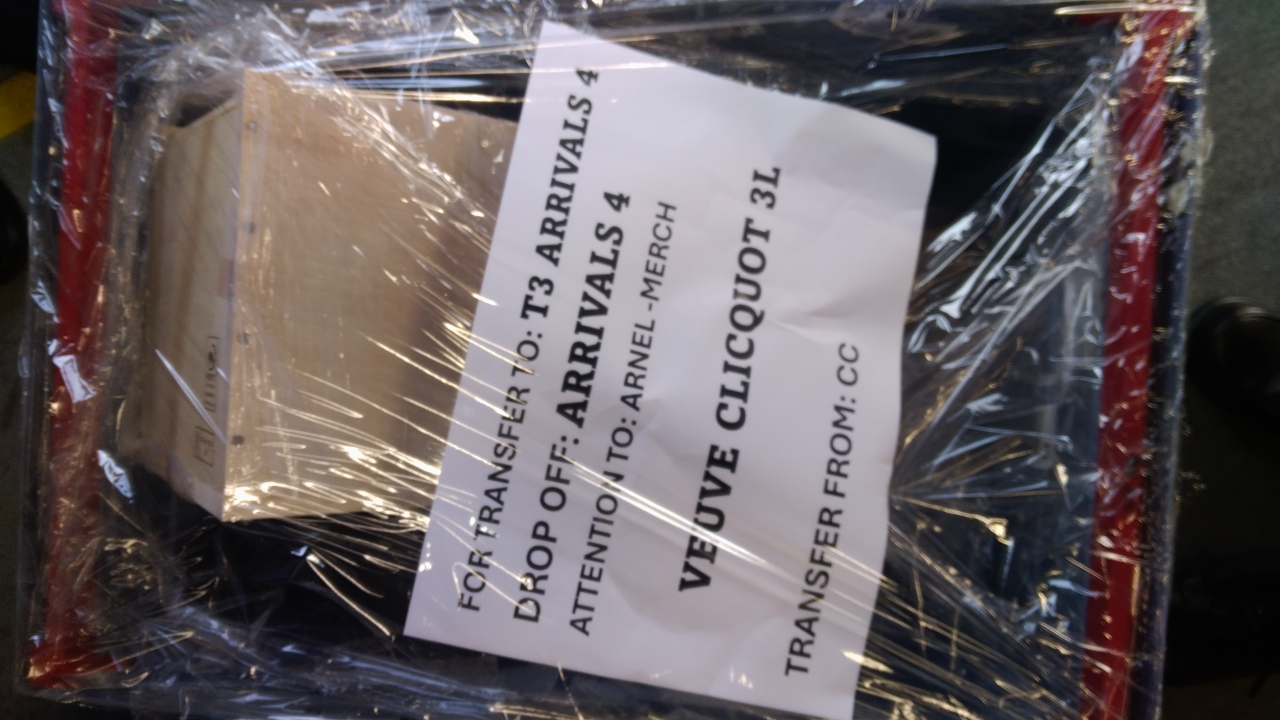 FOR TRANSFER TO: T3 ARRIVALS 4
DROP OFF: ARRIVALS 4
ATTENTION TO: ARNEL -MERCH
VEUVE CLICQUOT 3L
TRANSFER FROM: CC